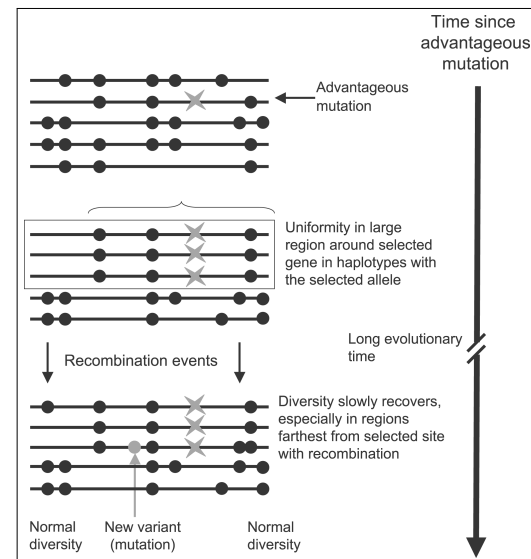 Time since
advantageous
mutation
Advantageous
mutation
Uniformity in large
region around selected
gene in haplotypes with
the selected allele
Long evolutionary
time
Recombination events
Diversity slowly recovers,
especially in regions
farthest from selected site
with recombination
Normal
diversity
New variant
(mutation)
Normal
diversity